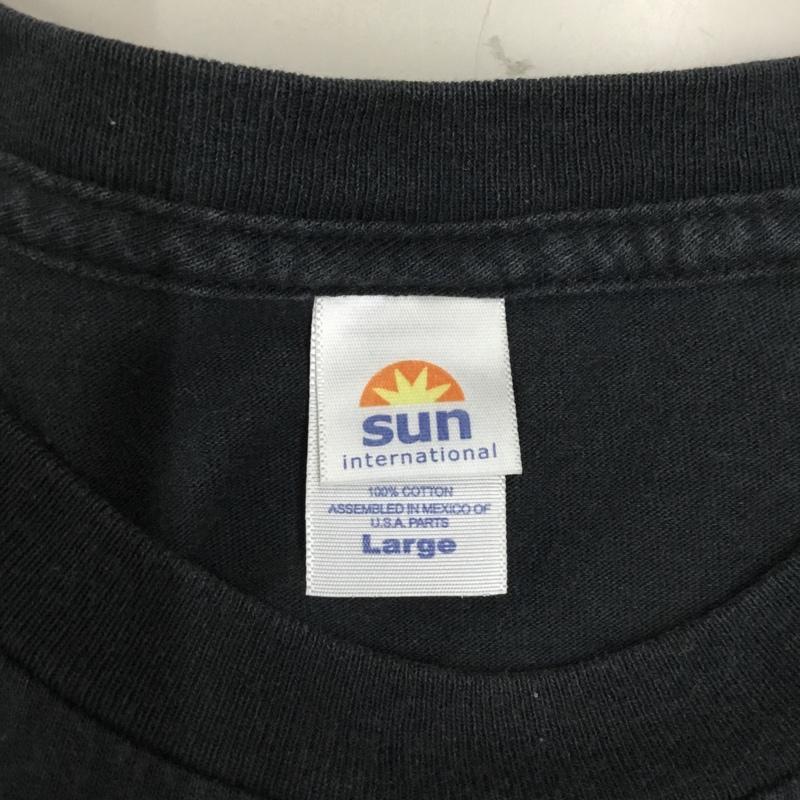 sun
international
100% COTTON
ASSEMBLED IN MEXICO OF
U.S.A. PARTS
Large